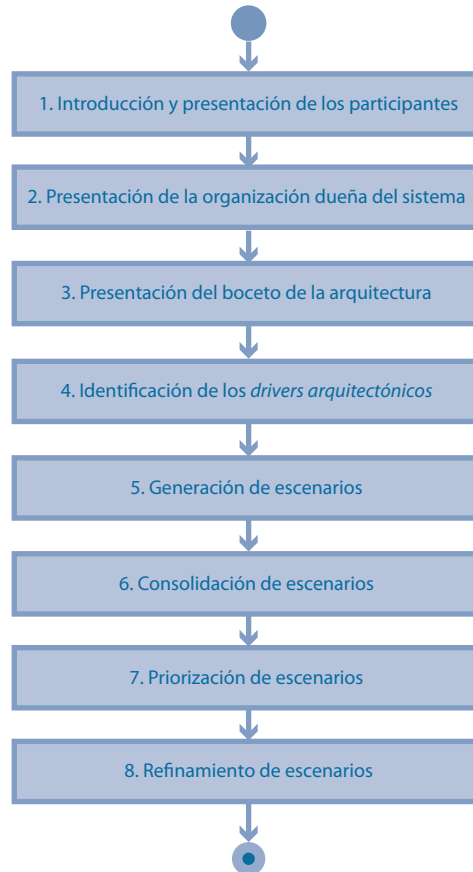 1. Introducción y presentación de los participantes
2. Presentación de la organización dueña del sistema
3. Presentación del boceto de la arquitectura
4. Identificación de los drivers arquitectónicos
5. Generación de escenarios
6. Consolidación de escenarios
7. Priorización de escenarios
8. Refinamiento de escenarios